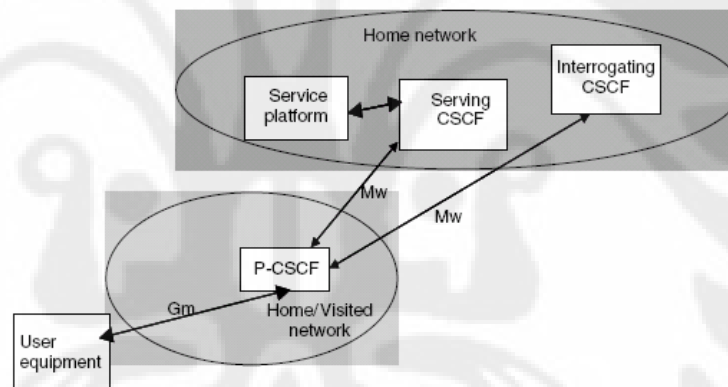 Home network
Service
platform
Serving
CSCF
Interrogating
CSCF
Mw
Mw
P-CSCF
Gm
Home/Visited
network
User
equipment